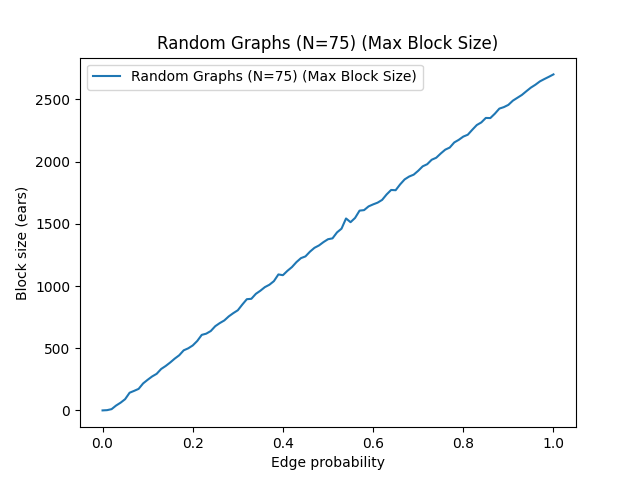 Random Graphs (N=75) (Max Block Size)
Random Graphs (N=75) (Max Block Size)
2500
2000
1500
1000
500
0
Block size (ears)
0.0 0.2 0.4 0.6 0.8 1.0
Edge probability